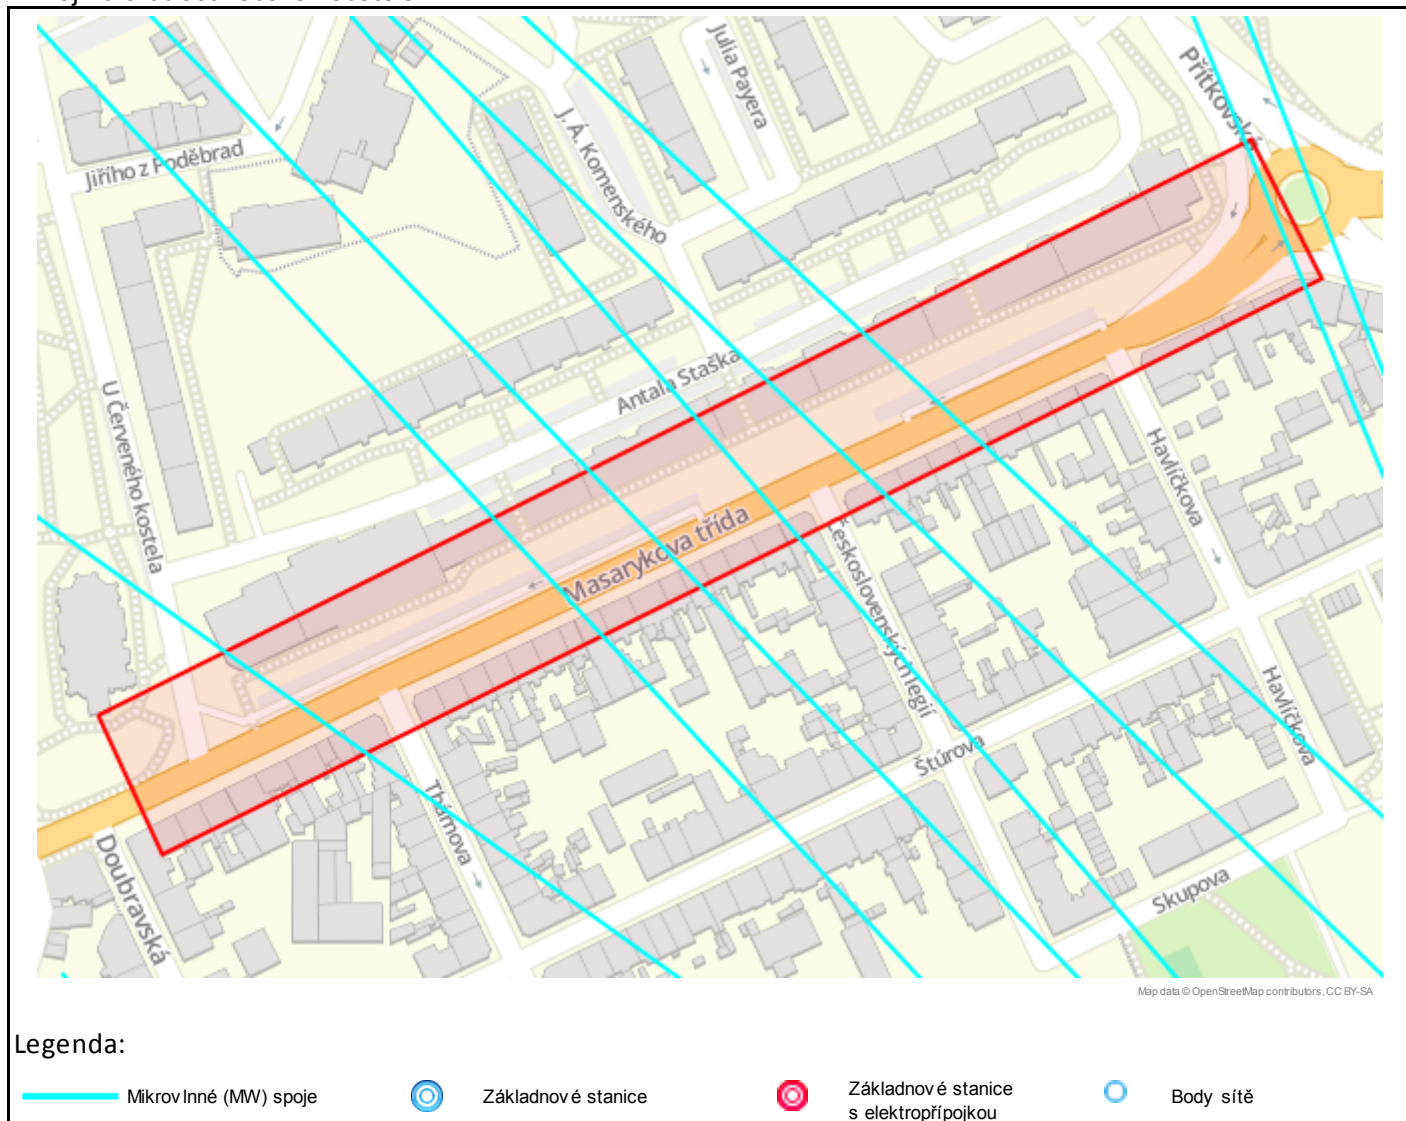 Julia Payera
Přítkovská
J. Á. Komenského
Jiřího z Poděbrad
Antala Staška
U Červeného kostela
Masarykova třída
Havlíčkova
Československých legií
Havlíčkova
Štúrova
Thámova
Doubravská
Skupova
Map data © OpenStreetMap contributors, CC BY-SA
Legenda:
Mikrovlnné (MW) spoje
Základnové stanice
Základnové stanice
s elektropřípojkou
Body sítě